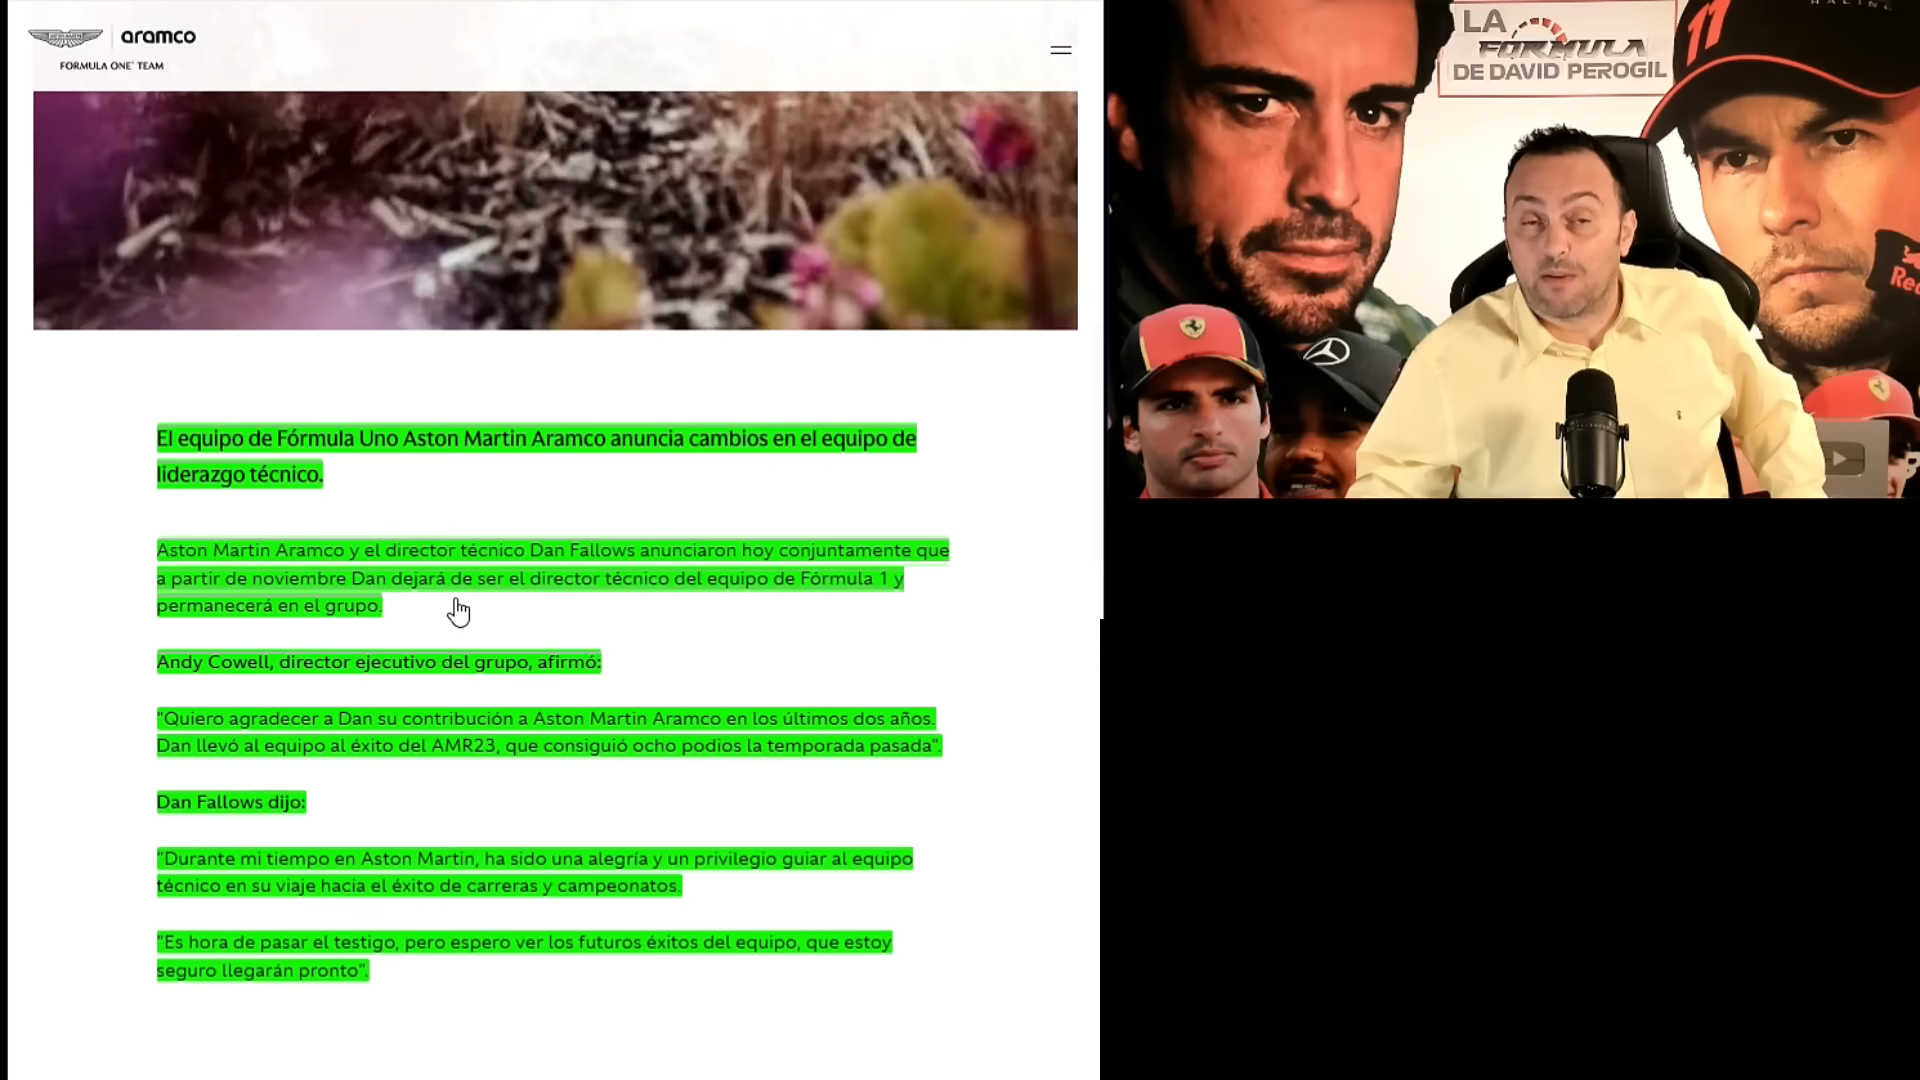 aramco
FORMULA ONE™ TEAM
El equipo de Fórmula Uno Aston Martin Aramco anuncia cambios en el equipo de
liderazgo técnico.
Aston Martin Aramco y el director técnico Dan Fallows anunciaron hoy conjuntamente que
a partir de noviembre Dan dejará de ser el director técnico del equipo de Fórmula 1 y
permanecerá en el grupo.
Andy Cowell, director ejecutivo del grupo, afirmó:
"Quiero agradecer a Dan su contribución a Aston Martin Aramco en los últimos dos años.
Dan llevó al equipo al éxito del AMR23, que consiguió ocho podios la temporada pasada".
Dan Fallows dijo:
"Durante mi tiempo en Aston Martin, ha sido una alegría y un privilegio guiar al equipo
técnico en su viaje hacia el éxito de carreras y campeonatos.
"Es hora de pasar el testigo, pero espero ver los futuros éxitos del equipo, que estoy
seguro llegarán pronto".
LA
FORMULA
DE DAVID PEROGIL
11
RACING
Red